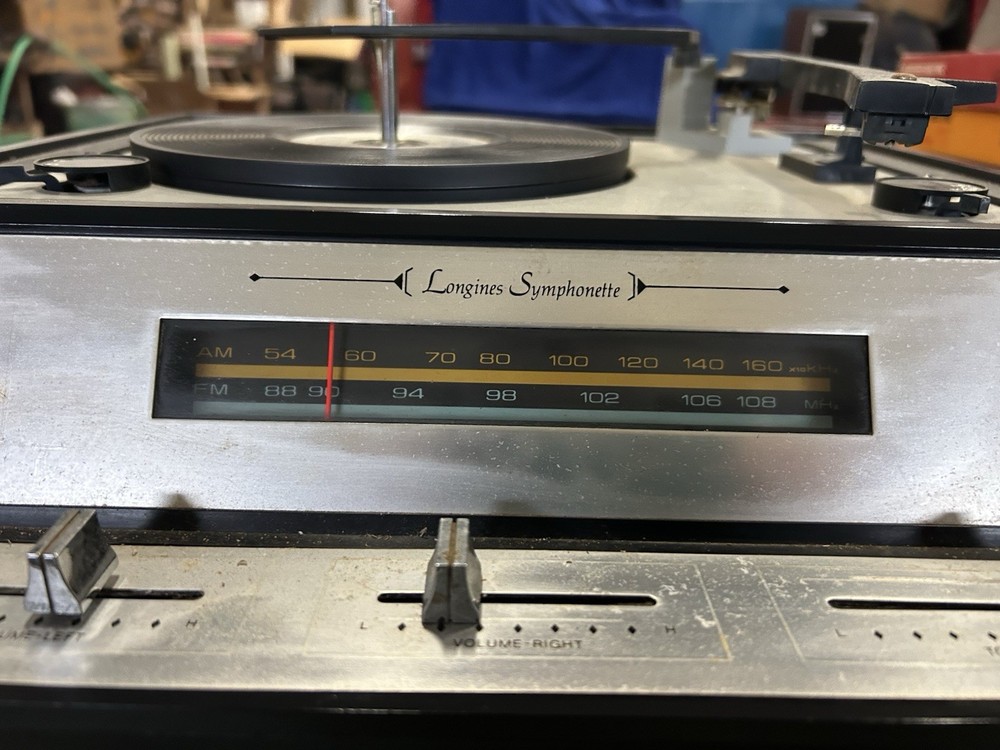 Longines Symphonette
AM 54 60 70 80 100 120 140 160 x10KHz
FM 88 90 94 98 102 106 108 MHz
L H
VOLUME-RIGHT
H
L